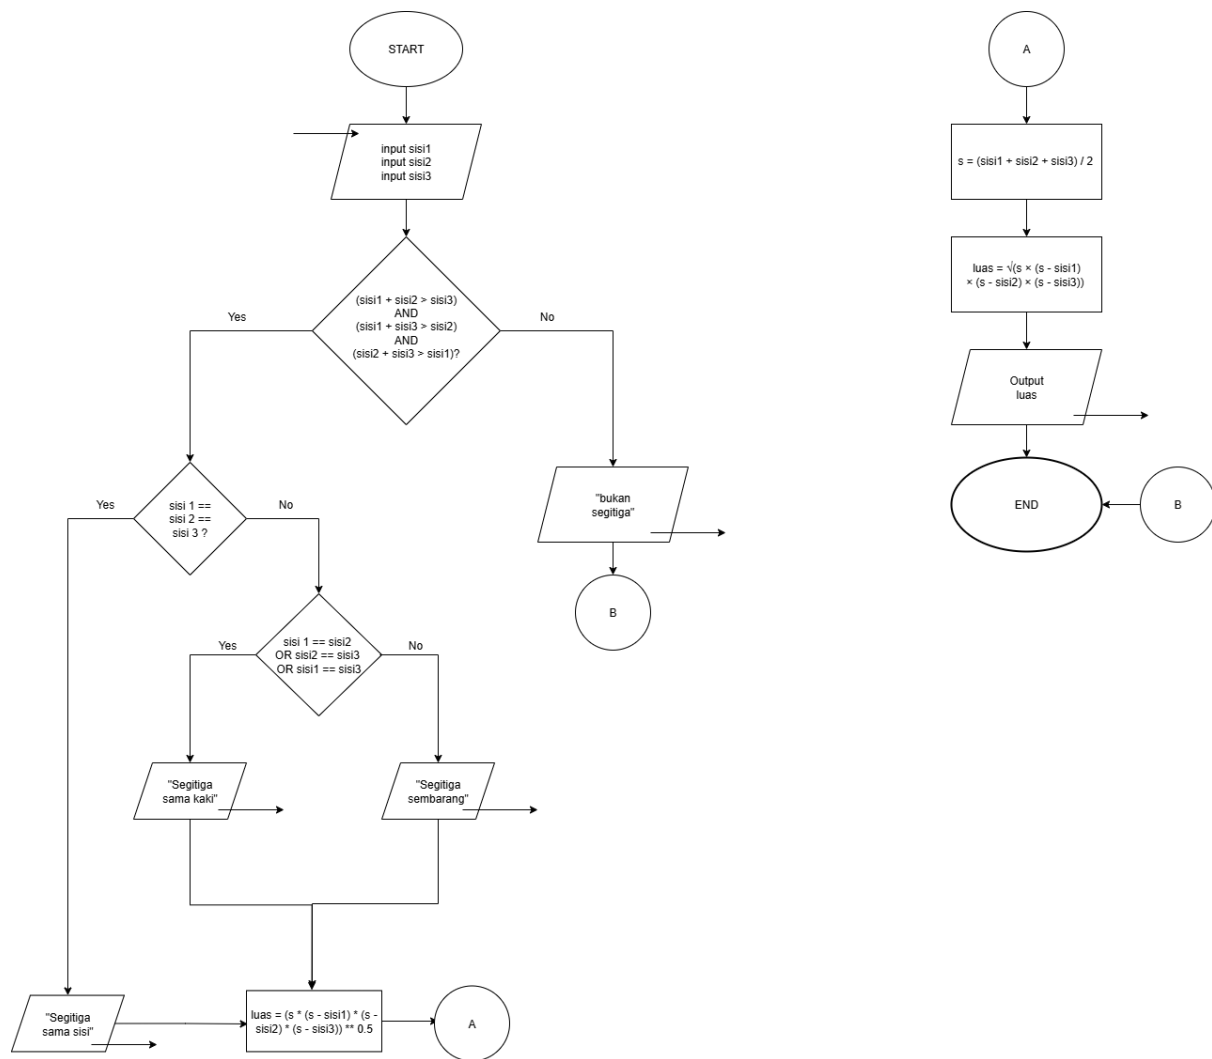 START
input sisi1
input sisi2
input sisi3
(sisi1 + sisi2 > sisi3)
AND
(sisi1 + sisi3 > sisi2)
AND
(sisi2 + sisi3 > sisi1)?
Yes
No
sisi 1 ==
sisi 2 ==
sisi 3 ?
Yes
No
"bukan
segitiga"
B
sisi 1 == sisi2
OR sisi2 == sisi3
OR sisi1 == sisi3
Yes
No
"Segitiga
sama kaki"
"Segitiga
sembarang"
"Segitiga
sama sisi"
luas = (s * (s - sisi1) * (s -
sisi2) * (s - sisi3)) ** 0.5
A
A
s = (sisi1 + sisi2 + sisi3) / 2
luas = √(s × (s - sisi1)
× (s - sisi2) × (s - sisi3))
Output
luas
END
B